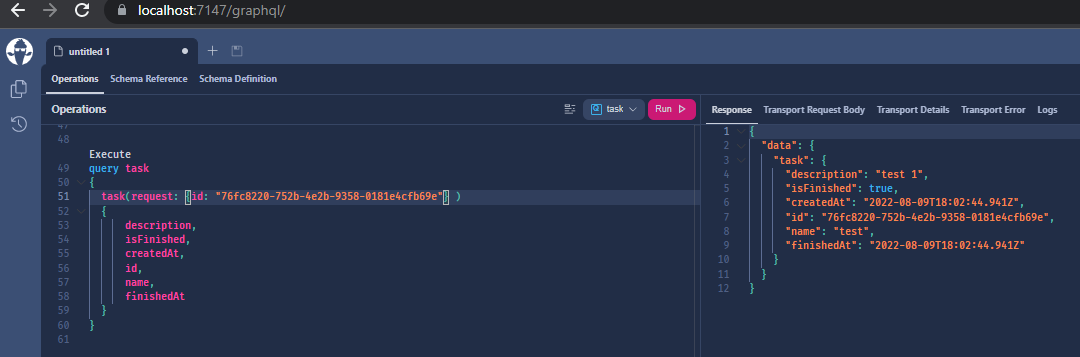 localhost:7147/graphql/
untitled 1
Operations Schema Reference Schema Definition
Operations
task
Run
47
48
Execute
49 query task
50 {
51 task(request: {id: "76fc8220-752b-4e2b-9358-0181e4cfb69e"} )
52 {
53 description,
54 isFinished,
55 createdAt,
56 id,
57 name,
58 finishedAt
59 }
60 }
61
Response Transport Request Body Transport Details Transport Error Logs
1 {
2 "data": {
3 "task": {
4 "description": "test 1",
5 "isFinished": true,
6 "createdAt": "2022-08-09T18:02:44.941Z",
7 "id": "76fc8220-752b-4e2b-9358-0181e4cfb69e",
8 "name": "test",
9 "finishedAt": "2022-08-09T18:02:44.941Z"
10 }
11 }
12 }